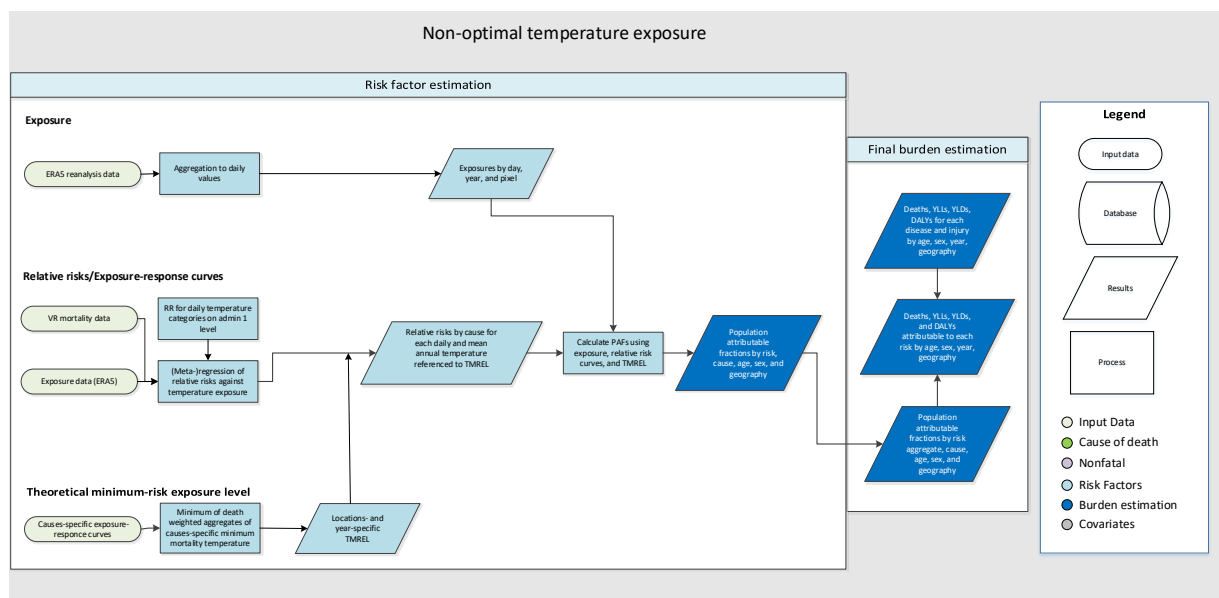 Non-optimal temperature exposure
Risk factor estimation
Exposure
ERA5 reanalysis data
Aggregation to daily
values
Exposures by day,
year, and pixel
Relative risks/Exposure-response curves
VR mortality data
RR for daily temperature
categories on admin 1
level
Exposure data (ERA5)
(Meta-)regression of
relative risks against
temperature exposure
Relative risks by cause for
each daily and mean
annual temperature
referenced to TMREL
Calculate PAFs using
exposure, relative risk
curves, and TMREL
Population
attributable
fractions by risk,
cause, age, sex, and
geography
Theoretical minimum-risk exposure level
Causes-specific exposure-
responce curves
Minimum of death
weighted aggregates of
causes-specific minimum
mortality temperature
Locations- and
year-specific
TMREL
Final burden estimation
Deaths, YLLs, YLDs,
DALYs for each
disease and injury
by age, sex, year,
geography
Deaths, YLLs, YLDs,
and DALYs
attributable to each
risk by age, sex, year,
geography
Population
attributable
fractions by risk
aggregate, cause,
age, sex, and
geography
Legend
Input data
Database
Results
Process
Input Data
Cause of death
Nonfatal
Risk Factors
Burden estimation
Covariates